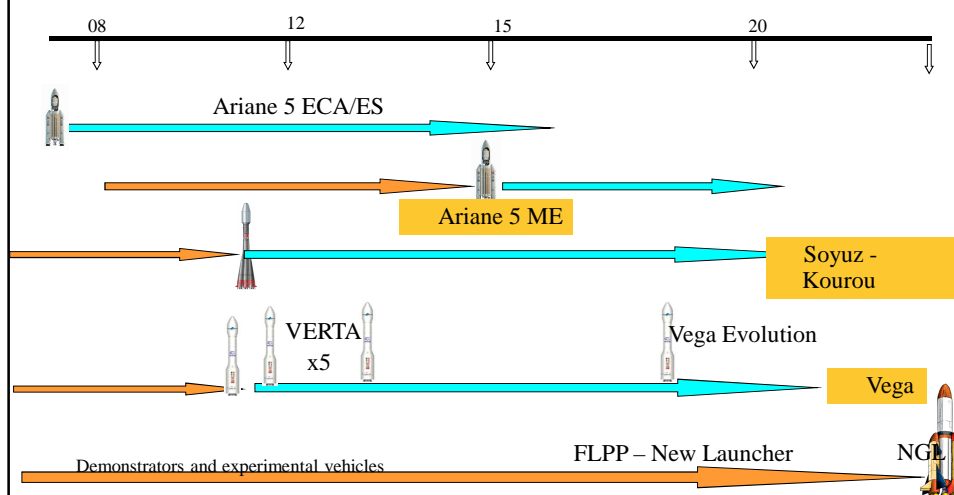 08
12
15
20
Ariane 5 ECA/ES
Ariane 5 ME
Soyuz -
Kourou
VERTA
x5
Vega Evolution
Vega
FLPP – New Launcher
NGL
Demonstrators and experimental vehicles